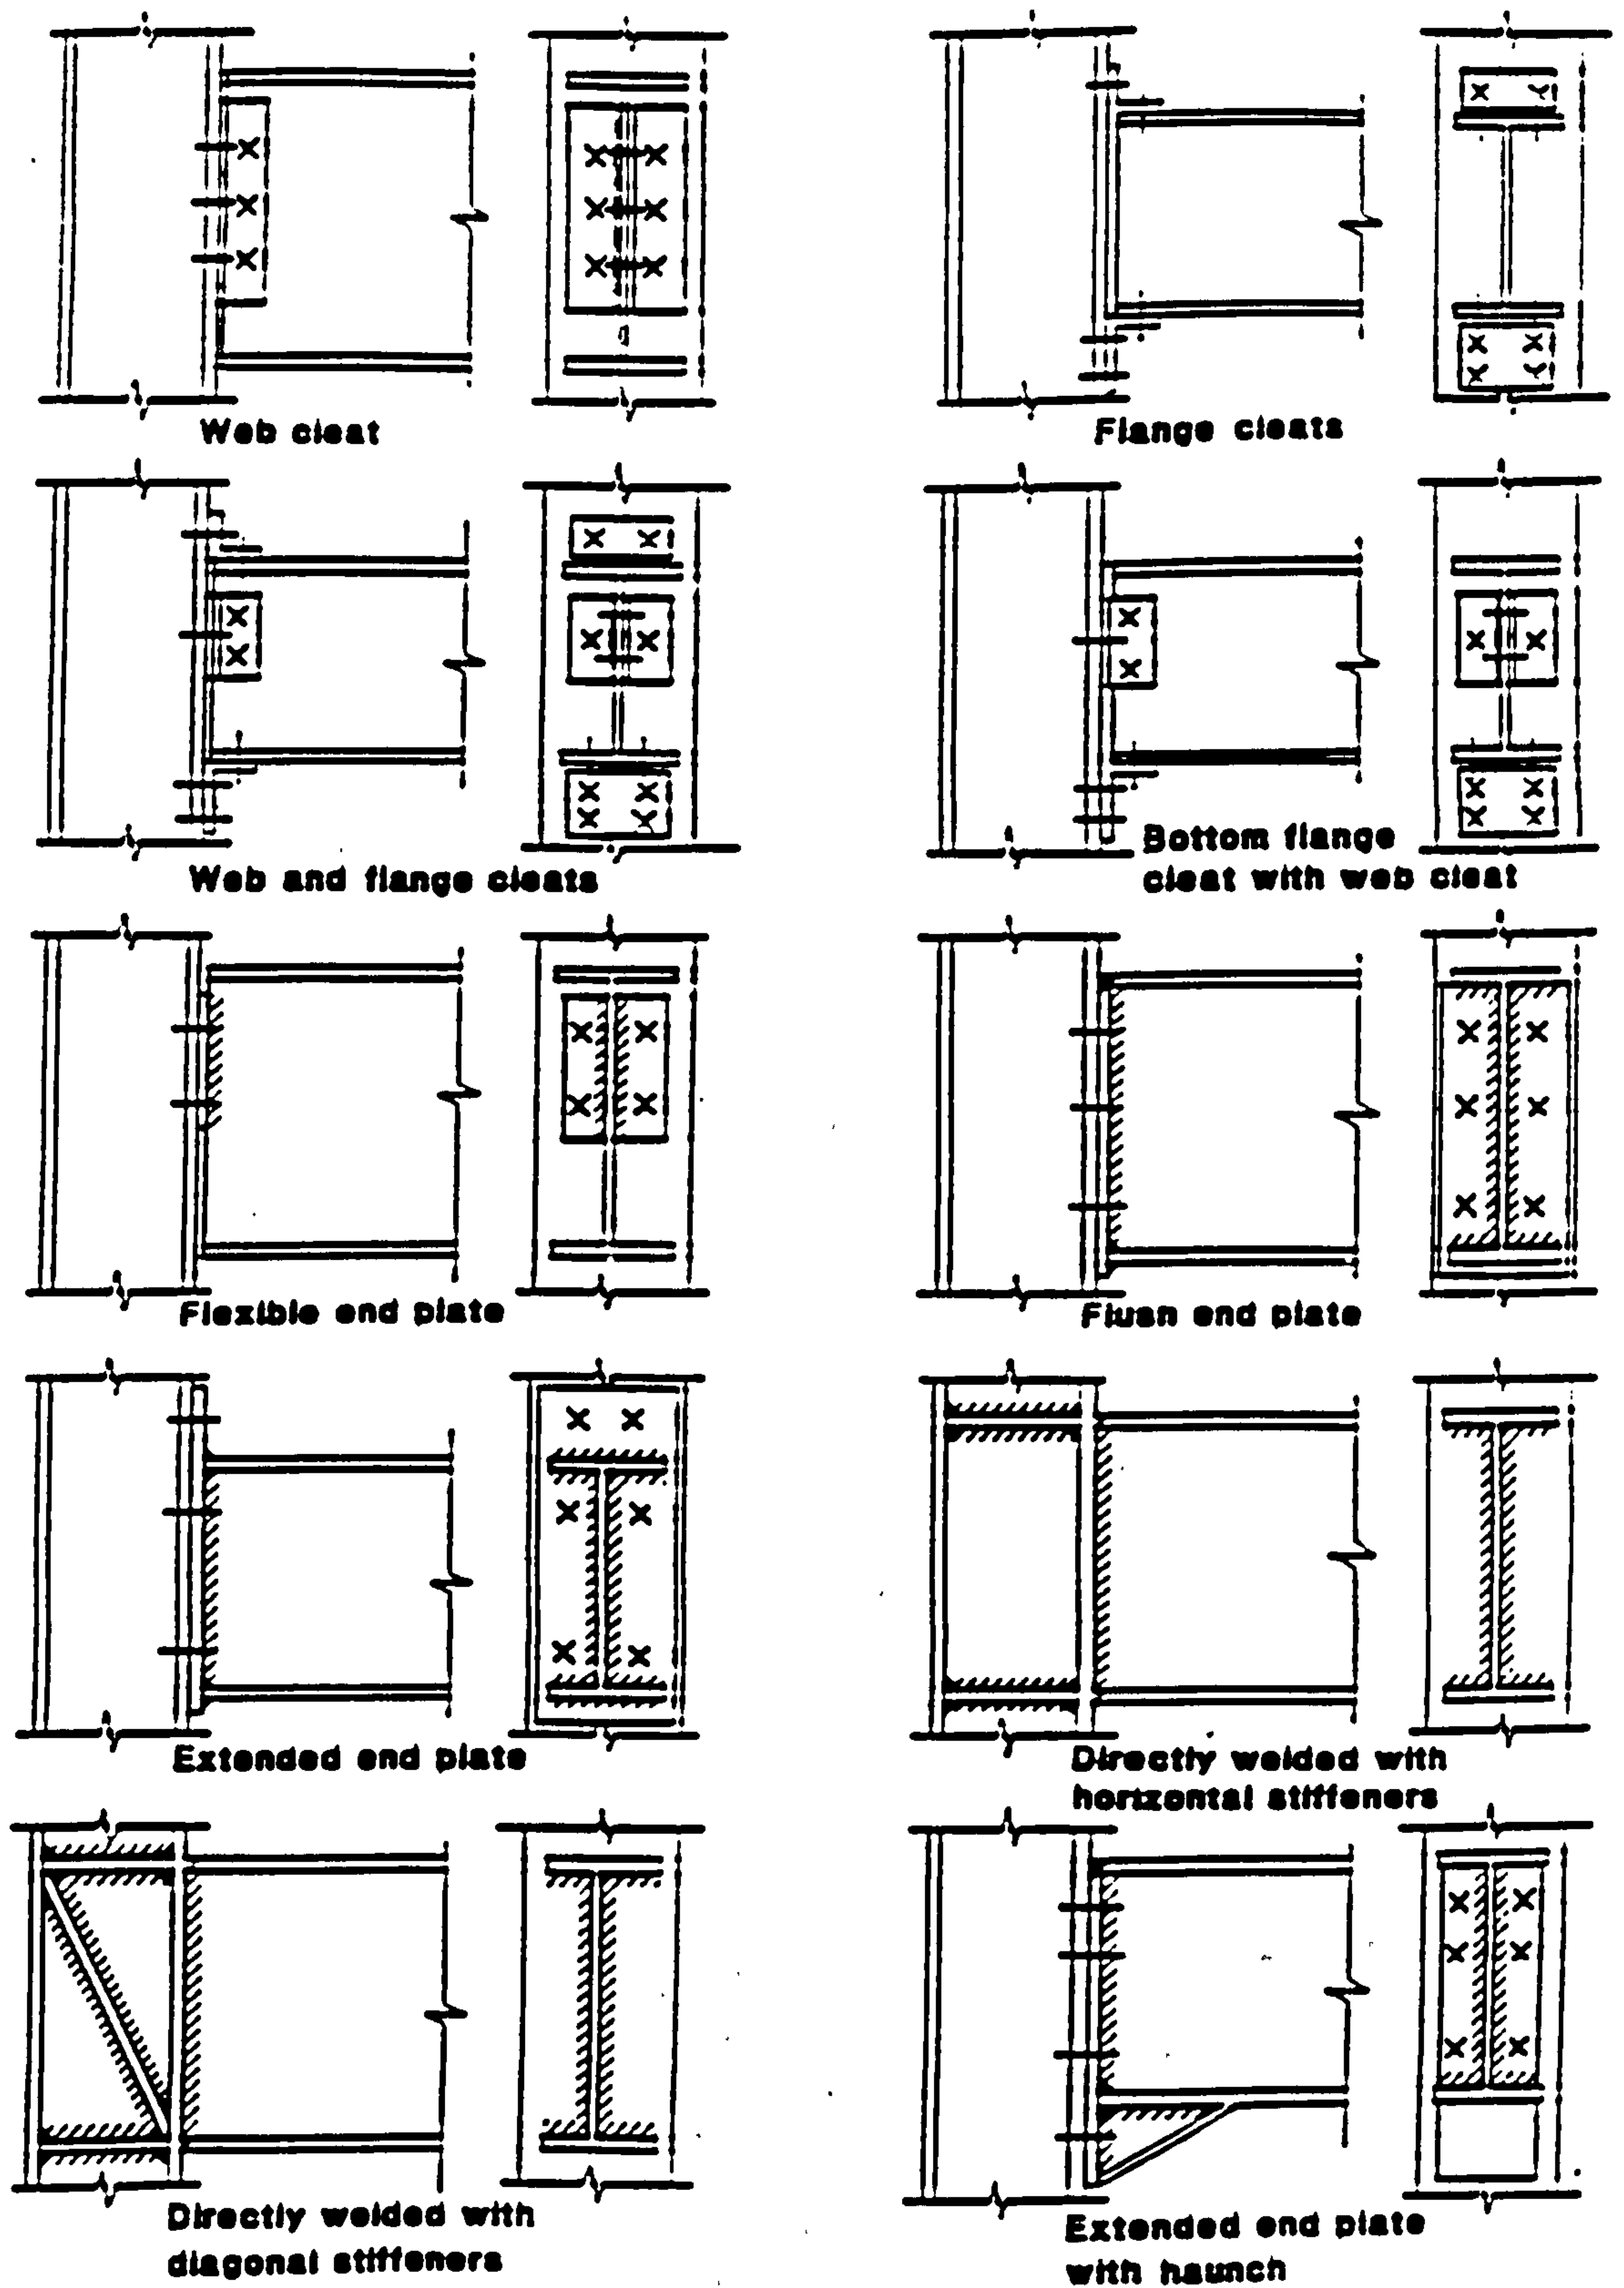 Web cleat
Flange cleats
Web and flange cleats
Bottom flange
cleat with web cleat
Flexible end plate
Flush end plate
Extended end plate
Directly welded with
horizontal stiffeners
Directly welded with
diagonal stiffeners
Extended end plate
with haunch